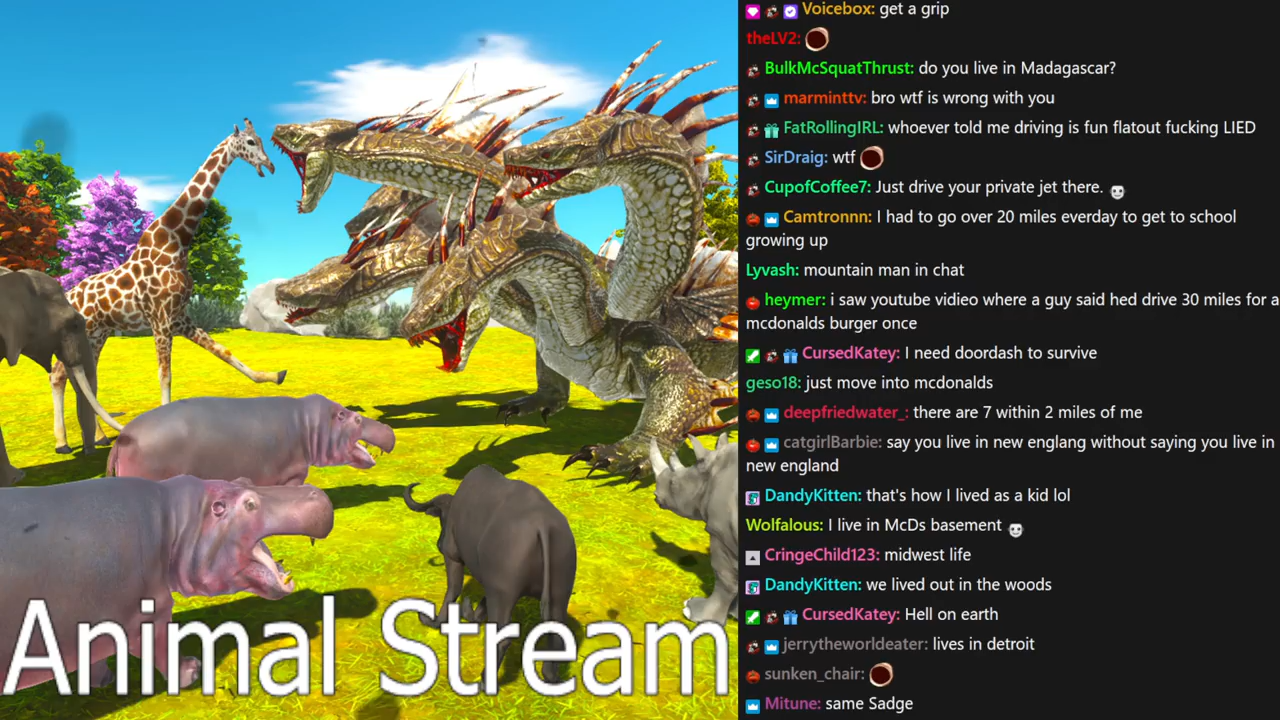 Voicebox: get a grip
theLV2:
BulkMcSquatThrust: do you live in Madagascar?
marminttv: bro wtf is wrong with you
FatRollingIRL: whoever told me driving is fun flatout fucking LIED
SirDraig: wtf
CupofCoffee7: Just drive your private jet there.
Camtronnn: I had to go over 20 miles everday to get to school
growing up
Lyvash: mountain man in chat
heymer: i saw youtube vidieo where a guy said hed drive 30 miles for a
mcdonalds burger once
CursedKatey: I need doordash to survive
geso18: just move into mcdonalds
deepfriedwater_: there are 7 within 2 miles of me
catgirlBarbie: say you live in new englang without saying you live in
new england
DandyKitten: that's how I lived as a kid lol
Wolfalous: I live in McDs basement
CringeChild123: midwest life
DandyKitten: we lived out in the woods
CursedKatey: Hell on earth
jerrytheworldeater: lives in detroit
sunken_chair:
Mitune: same Sadge
Animal Stream